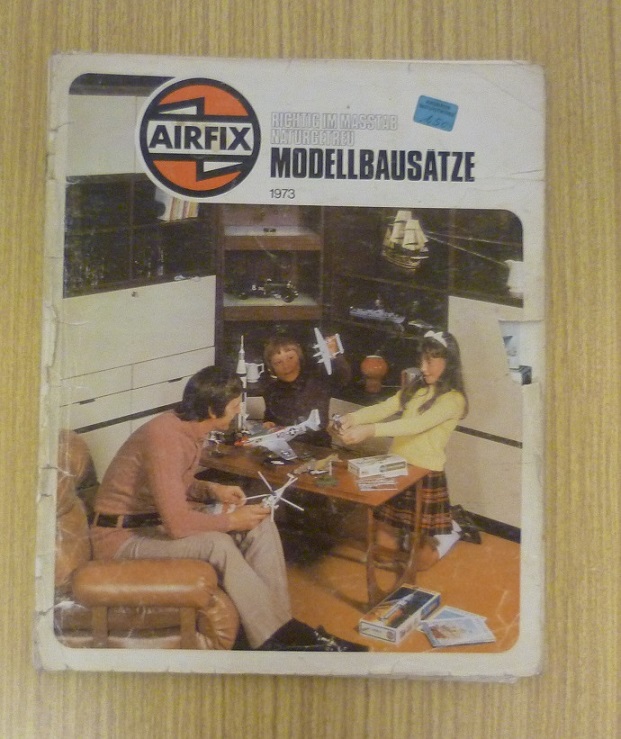 AIRFIX
RICHTIG IM MASSTAB
NATURGETREU
MODELLBAUSÄTZE
1973